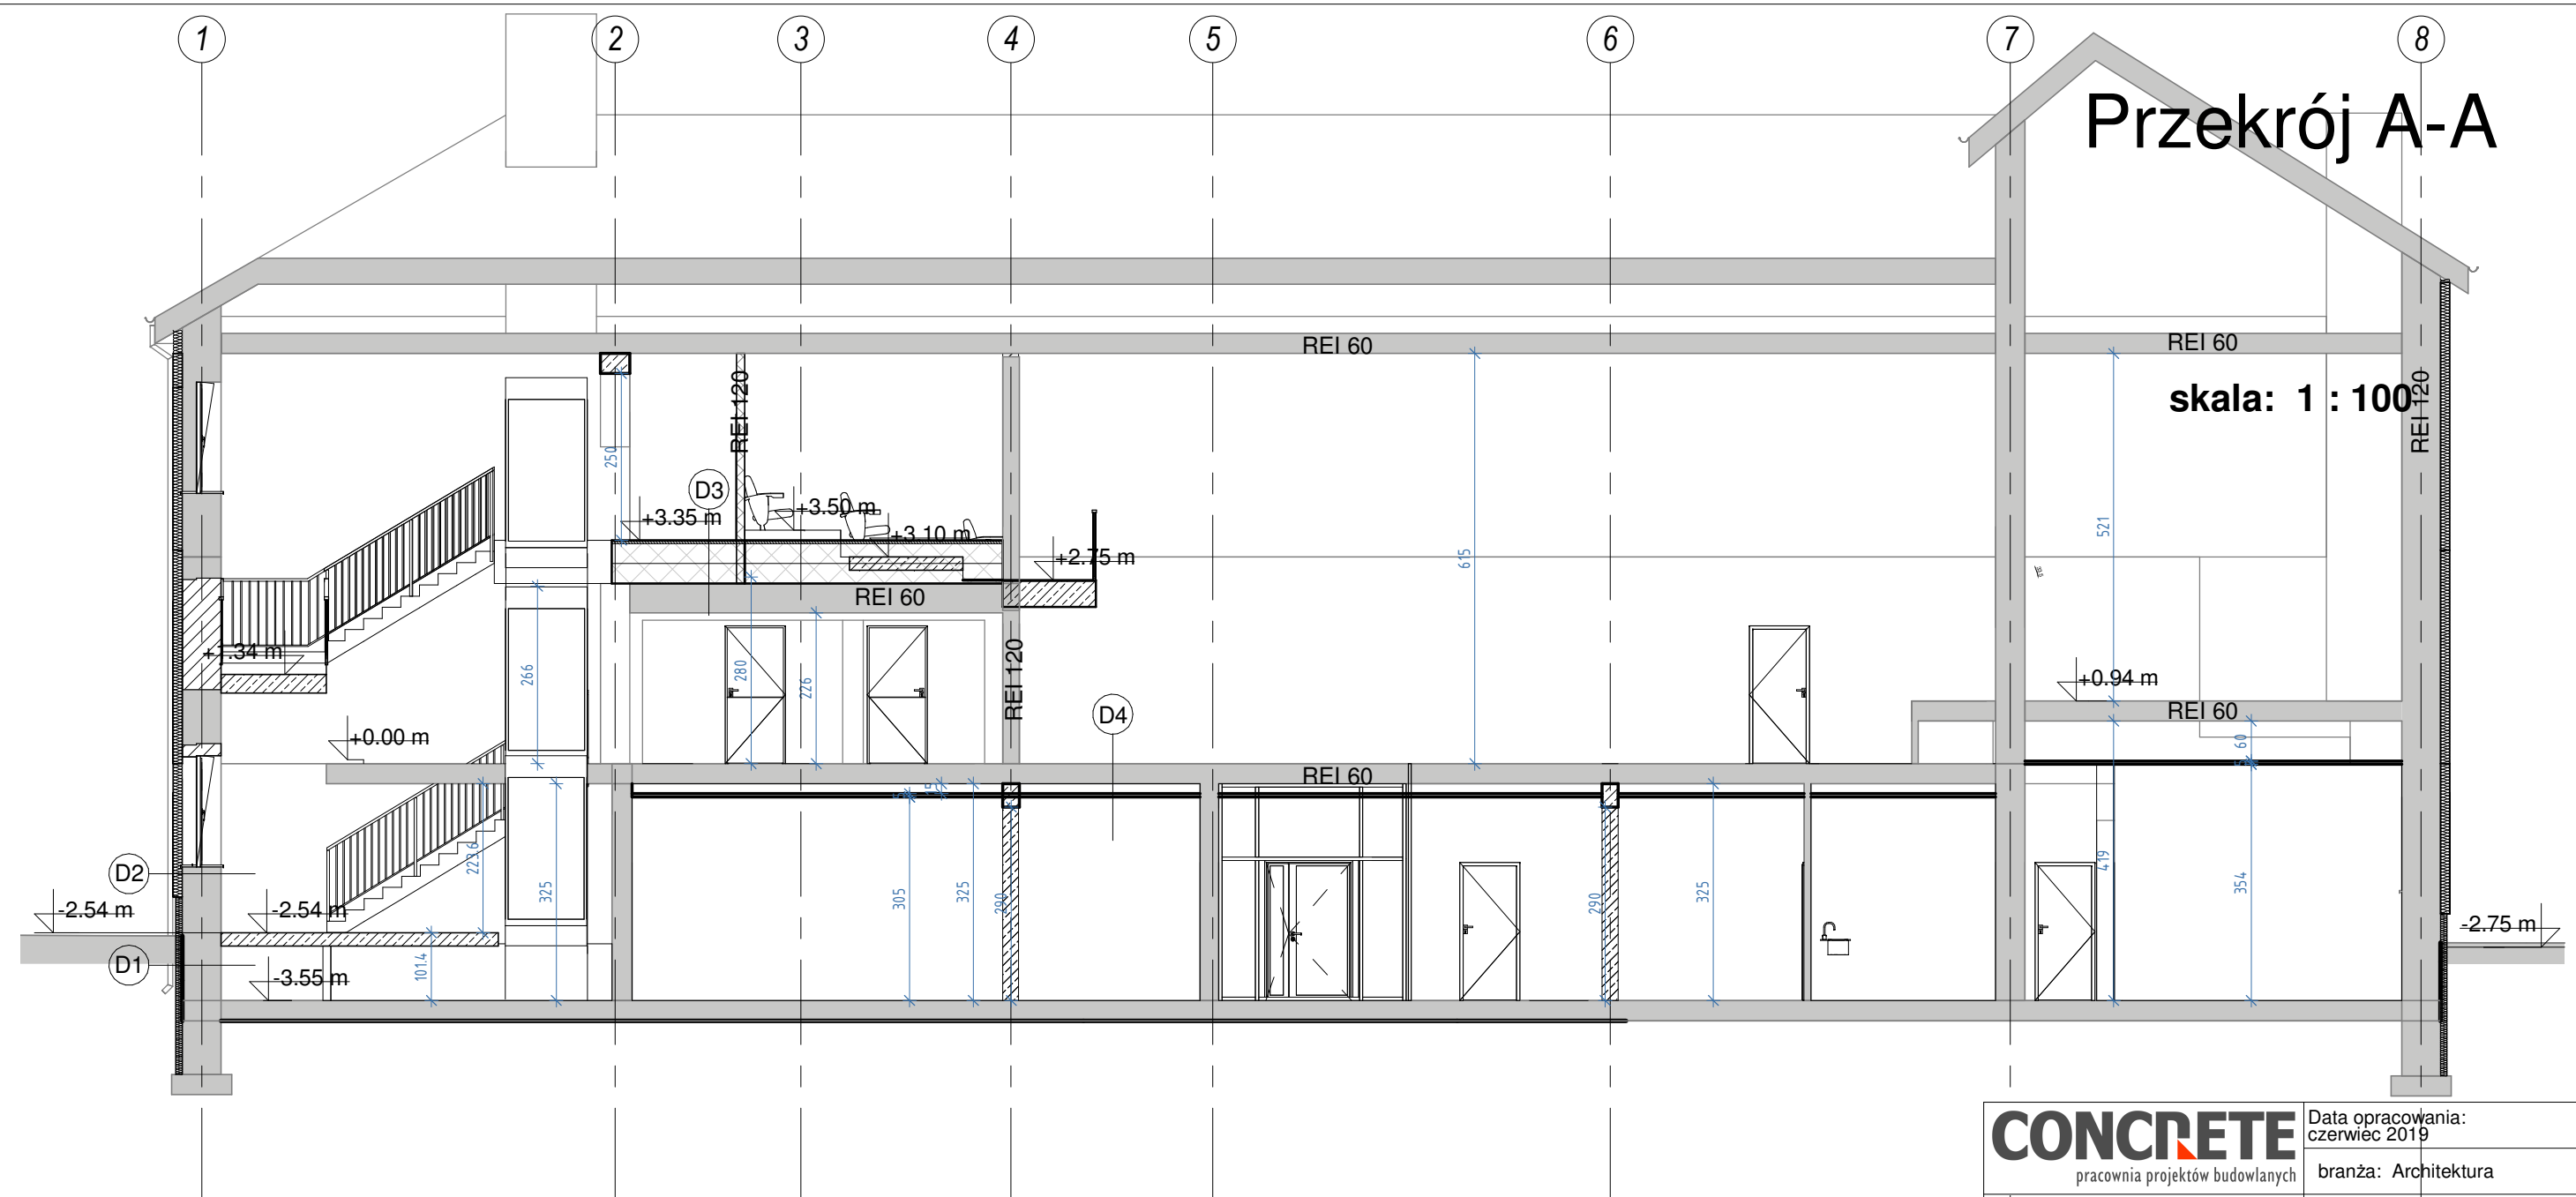 1 2 3 4 5 6 7 8
Przekrój A-A
REI 60
REI 60
skala: 1 : 100
REI 120
REI 120
250
D3
+3.35 m
+3.50 m
+3.10 m
+2.75 m
521
615
REI 60
REI 120
+0.94 m
REI 60
266
280
226
D4
+0.00 m
60
REI 60
D2
-2.54 m
-2.54 m
325
305
325
290
290
325
419
354
-2.75 m
D1
-3.55 m
101.4
CONCRETE
pracownia projektów budowlanych
Data opracowania:
czerwiec 2019
branża: Architektura